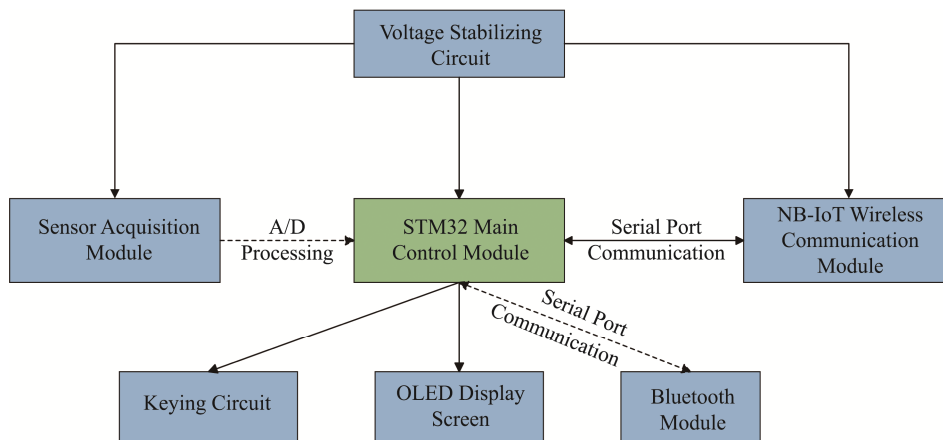 Voltage Stabilizing
Circuit
Sensor Acquisition
Module
A/D
Processing
STM32 Main
Control Module
Serial Port
Communication
NB-IoT Wireless
Communication
Module
Serial Port
Communication
Keying Circuit
OLED Display
Screen
Bluetooth
Module